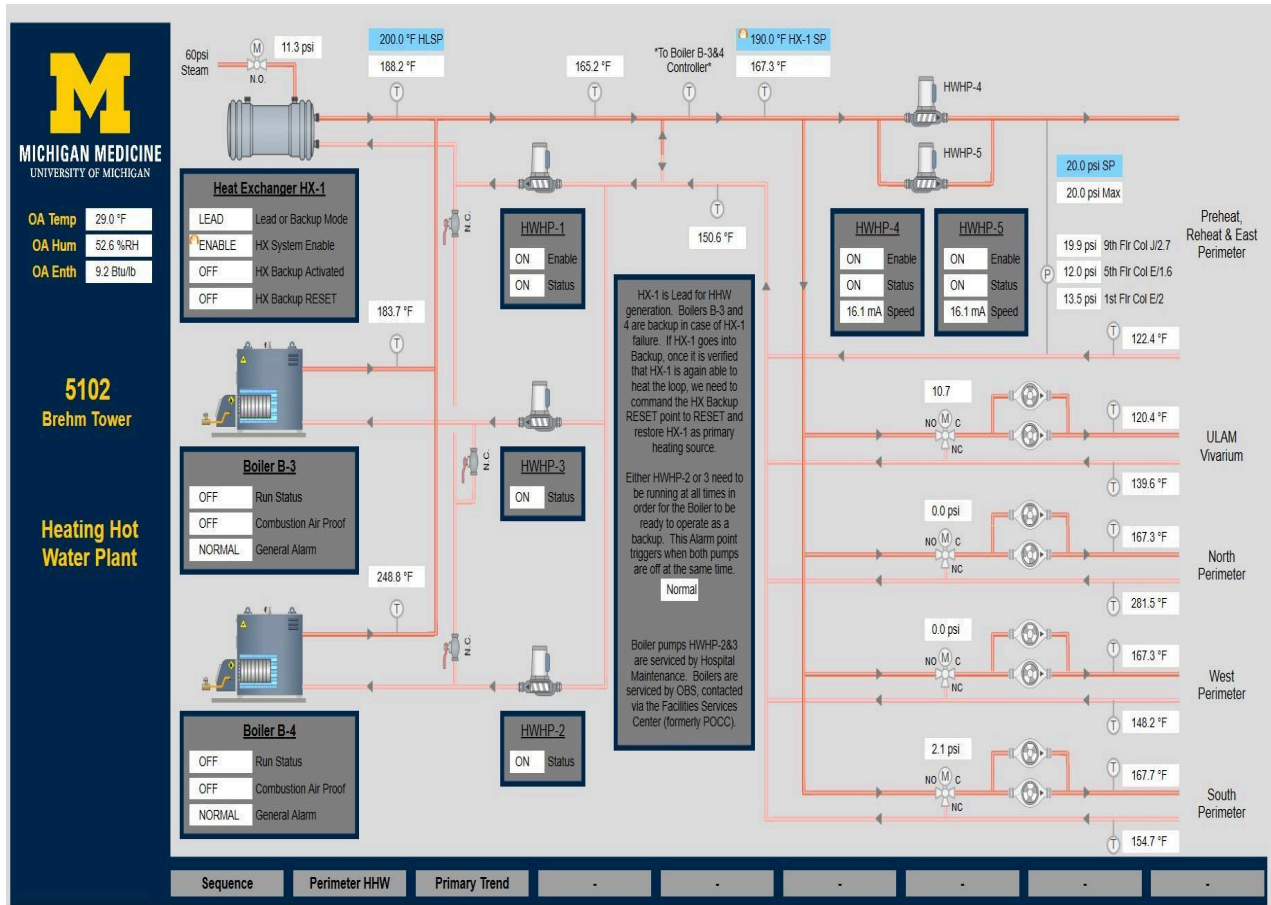 MICHIGAN MEDICINE
UNIVERSITY OF MICHIGAN
OA Temp 29.0 °F
OA Hum 52.6 %RH
OA Enth 9.2 Btu/lb
5102
Brehm Tower
Heating Hot
Water Plant
60psi
Steam
M
11.3 psi
N.O.
200.0 °F HLSP
188.2 °F
T
165.2 °F
T
*To Boiler B-3&4
Controller*
T
190.0 °F HX-1 SP
167.3 °F
T
HWHP-4
HWHP-5
Heat Exchanger HX-1
LEAD Lead or Backup Mode
ENABLE HX System Enable
OFF HX Backup Activated
OFF HX Backup RESET
N.C.
HWHP-1
ON Enable
ON Status
T
150.6 °F
HWHP-4
ON Enable
ON Status
16.1 mA Speed
HWHP-5
ON Enable
ON Status
16.1 mA Speed
20.0 psi SP
20.0 psi Max
P
19.9 psi 9th Flr Col J/2.7
12.0 psi 5th Flr Col E/1.6
13.5 psi 1st Flr Col E/2
Preheat,
Reheat & East
Perimeter
T 122.4 °F
183.7 °F
T
Boiler B-3
OFF Run Status
OFF Combustion Air Proof
NORMAL General Alarm
N.C.
HWHP-3
ON Status
248.8 °F
T
N.C.
Boiler B-4
OFF Run Status
OFF Combustion Air Proof
NORMAL General Alarm
HWHP-2
ON Status
HX-1 is Lead for HHW
generation. Boilers B-3 and
4 are backup in case of HX-1
failure. If HX-1 goes into
Backup, once it is verified
that HX-1 is again able to
heat the loop, we need to
command the HX Backup
RESET point to RESET and
restore HX-1 as primary
heating source.
Either HWHP-2 or 3 need to
be running at all times in
order for the Boiler to be
ready to operate as a
backup. This Alarm point
triggers when both pumps
are off at the same time.
Normal
Boiler pumps HWHP-2&3
are serviced by Hospital
Maintenance. Boilers are
serviced by OBS, contacted
via the Facilities Services
Center (formerly POCC).
10.7
NO M C
NC
T 120.4 °F
ULAM
Vivarium
T 139.6 °F
0.0 psi
NO M C
NC
T 167.3 °F
North
Perimeter
T 281.5 °F
0.0 psi
NO M C
NC
T 167.3 °F
West
Perimeter
T 148.2 °F
2.1 psi
NO M C
NC
T 167.7 °F
South
Perimeter
T 154.7 °F
Sequence Perimeter HHW Primary Trend - - - - - -